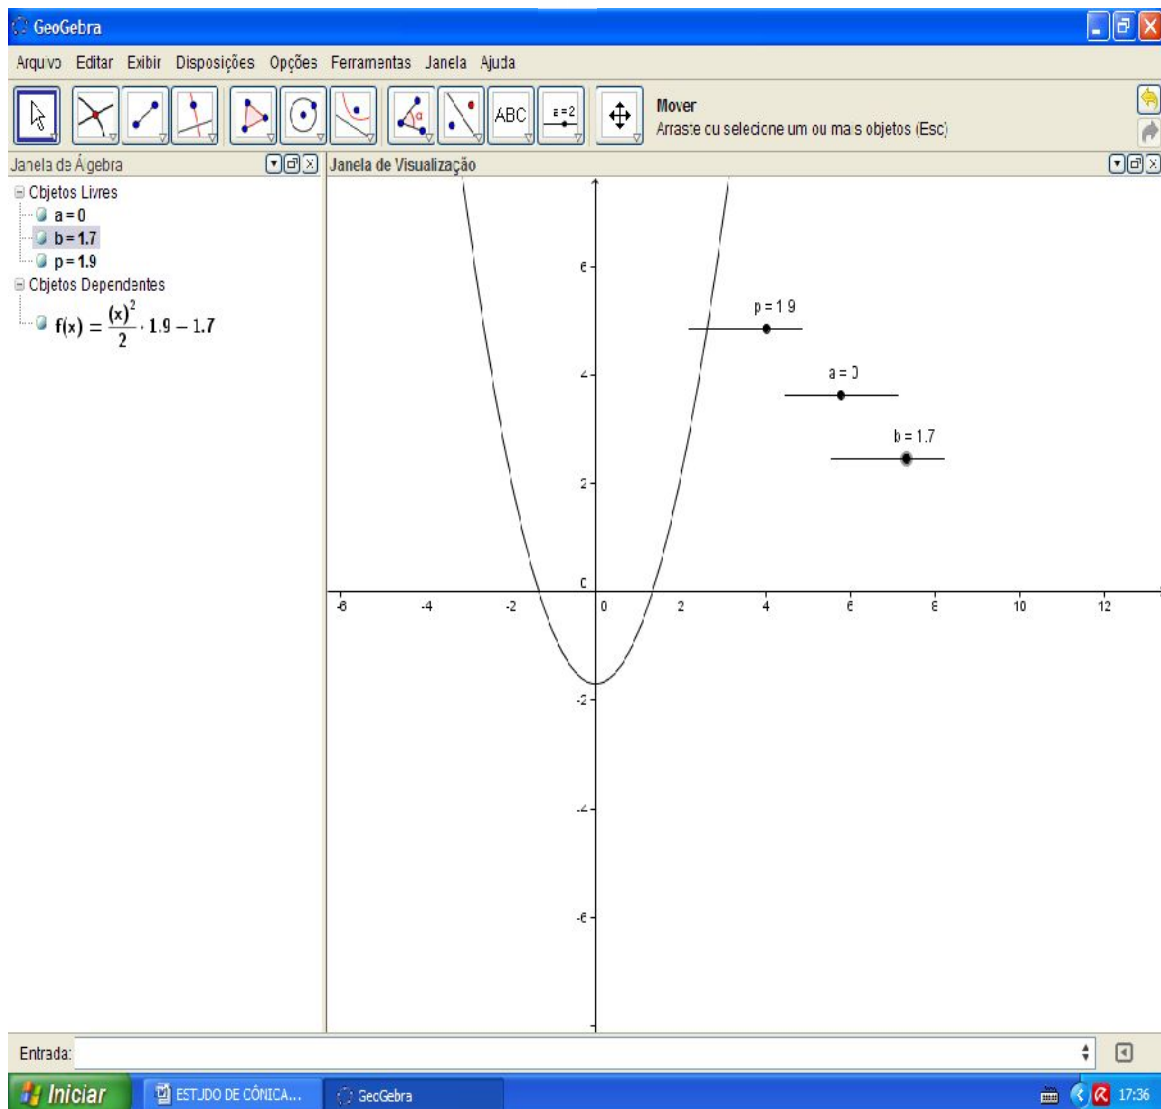 GeoGebra
Arquivo Editar Exibir Disposições Opções Ferramentas Janela Ajuda
ABC
a=2
Mover
Arraste ou selecione um ou mais objetos (Esc)
Janela de Álgebra
Janela de Visualização
Objetos Livres
a = 0
b = 1.7
p = 1.9
Objetos Dependentes
f(x) = (x)²/2 · 1.9 – 1.7
p = 1.9
a = 0
b = 1.7
6
4
2
0
-6 -4 -2 0 2 4 6 8 10 12
-2
-4
-6
Entrada:
Iniciar
ESTUDO DE CÔNICA...
GeoGebra
17:36